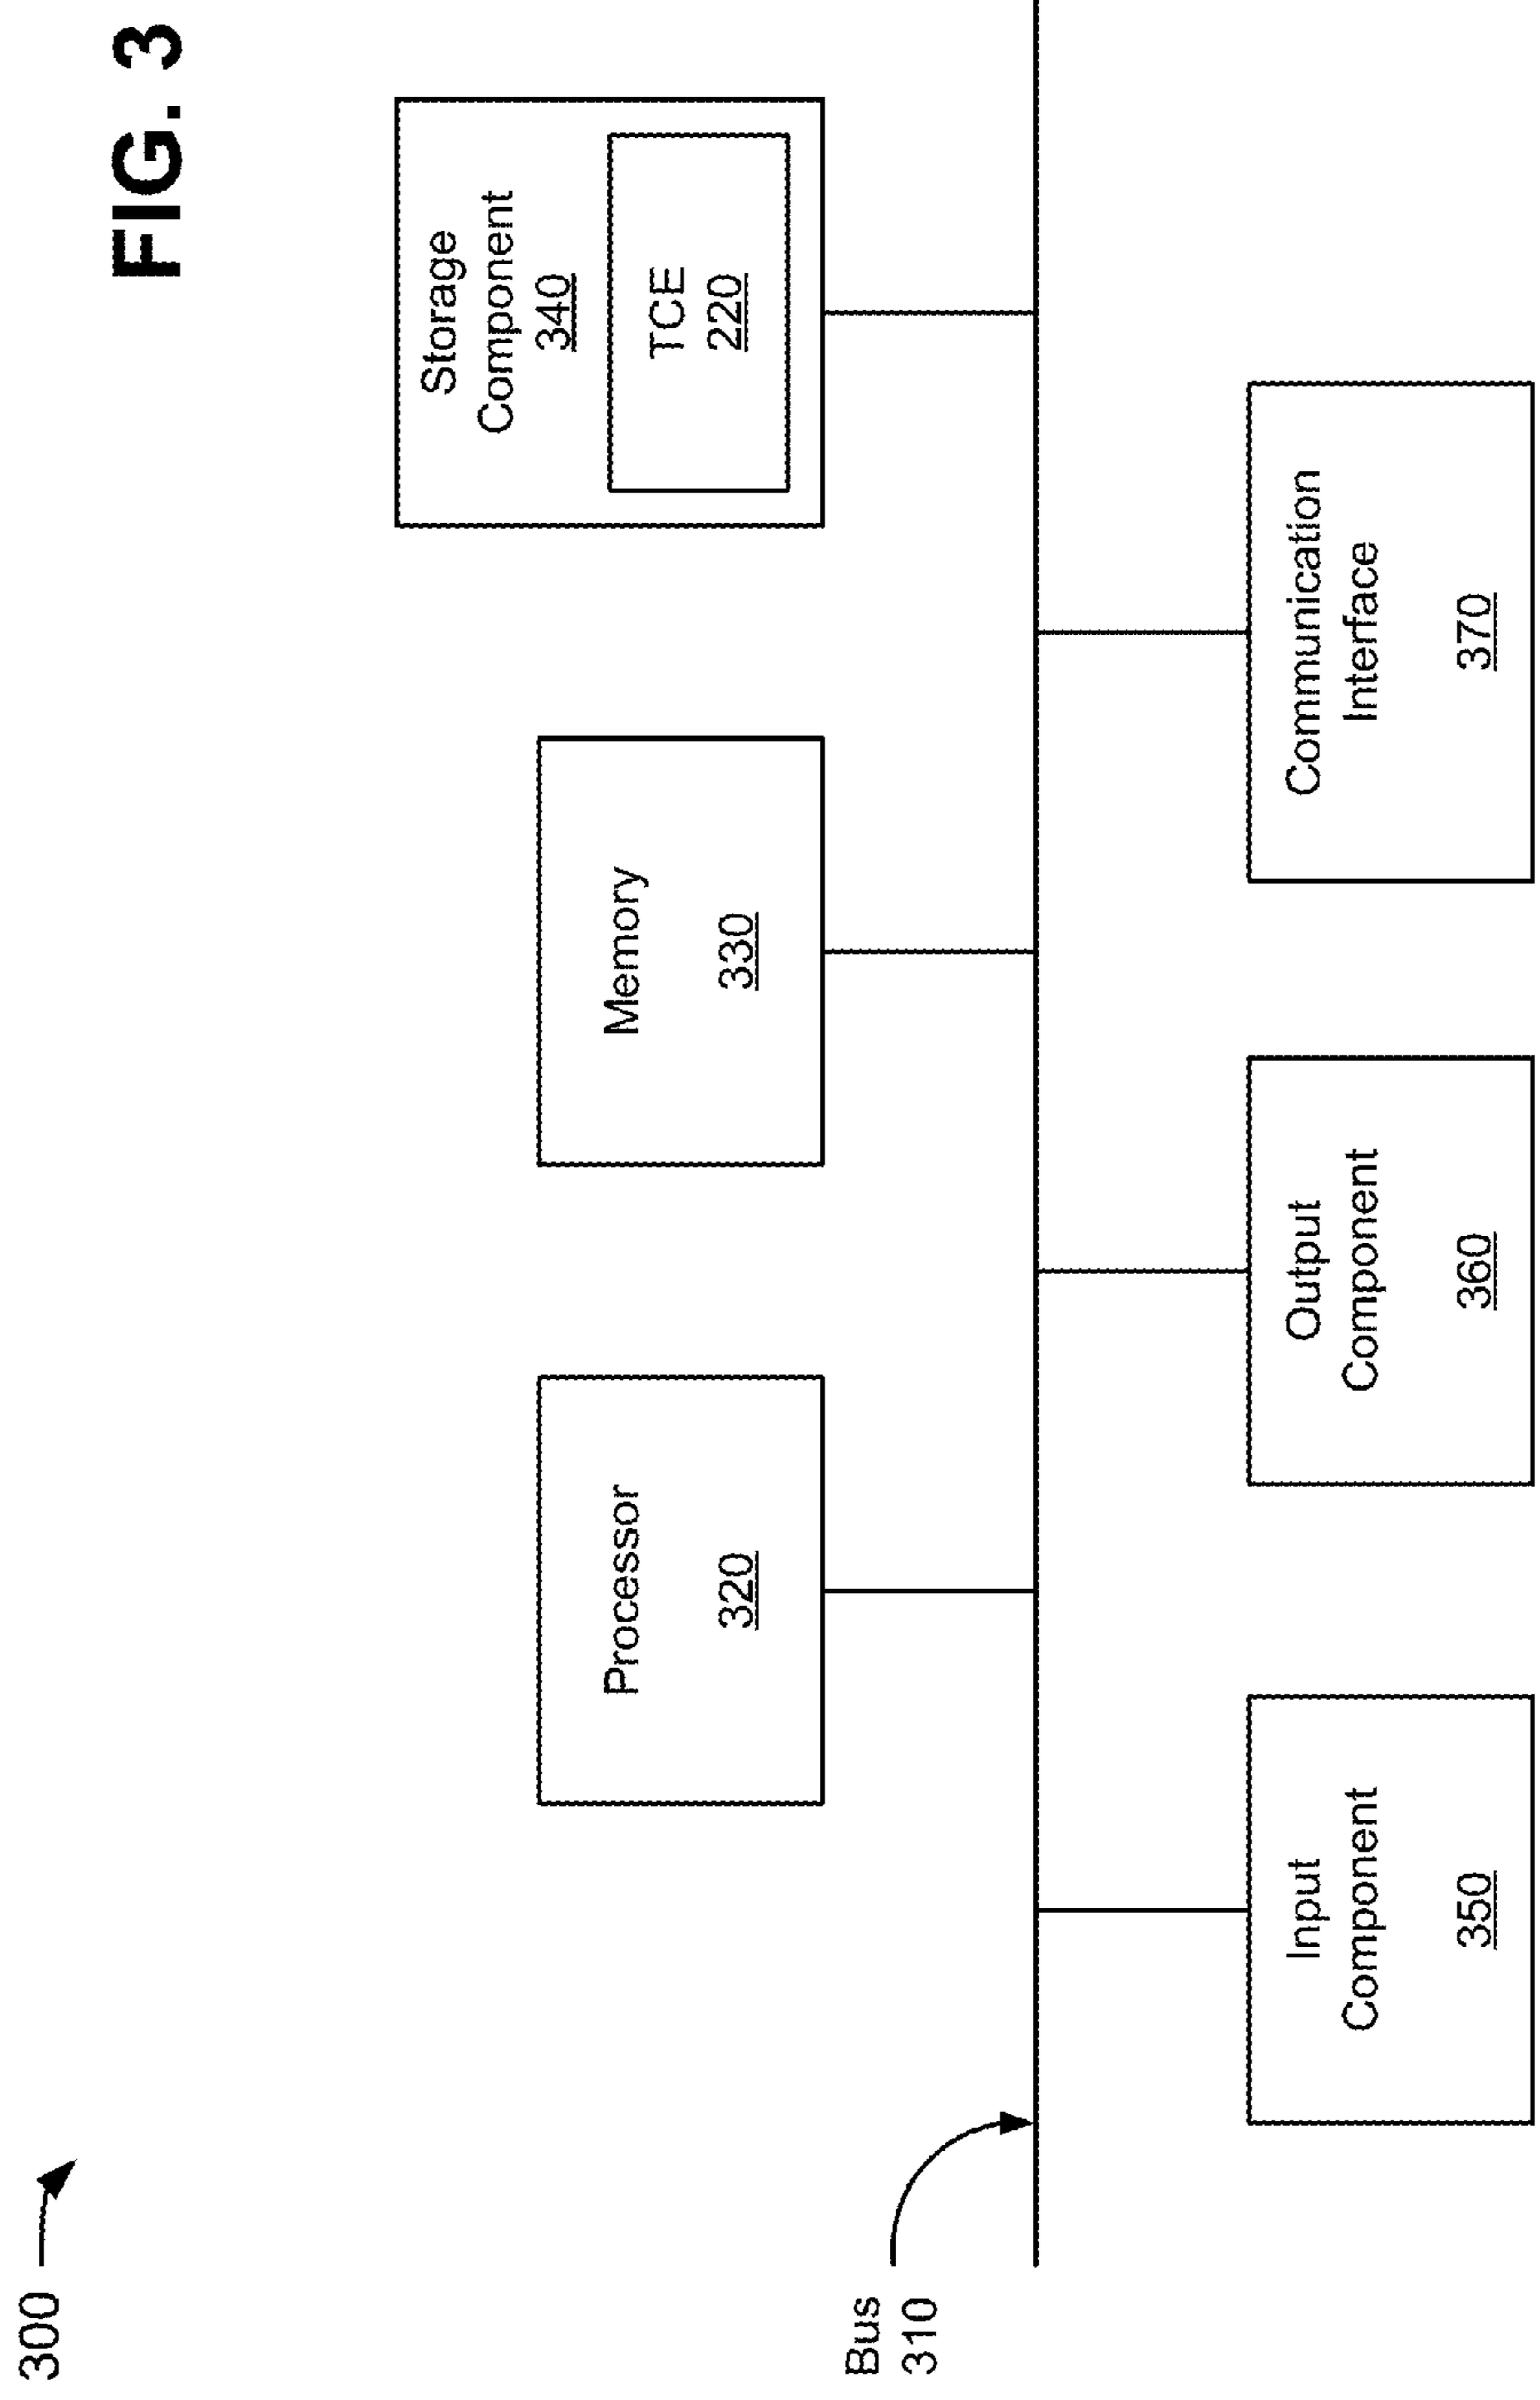 300
FIG. 3
Processor
320
Memory
330
Storage
Component
340
TCE
220
Bus
310
Input
Component
350
Output
Component
360
Communication
Interface
370